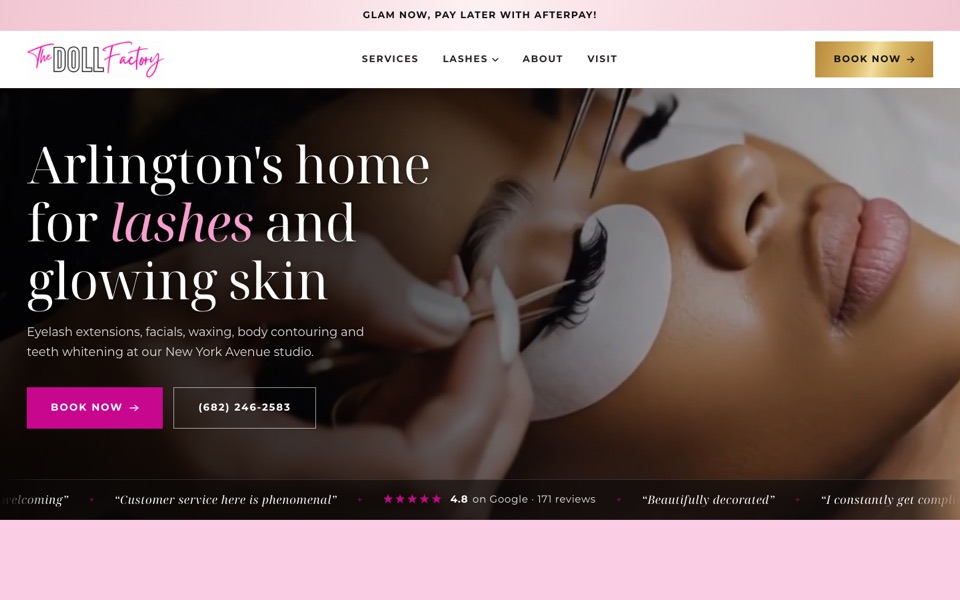 GLAM NOW, PAY LATER WITH AFTERPAY!
The DOLL Factory
SERVICES
LASHES
ABOUT
VISIT
BOOK NOW →
Arlington's home
for lashes and
glowing skin
Eyelash extensions, facials, waxing, body contouring and
teeth whitening at our New York Avenue studio.
BOOK NOW →
(682) 246-2583
“Customer service here is phenomenal”
★★★★★ 4.8 on Google · 171 reviews
“Beautifully decorated”
“I constantly get